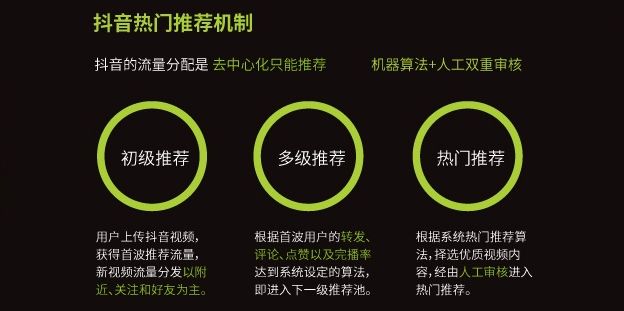 抖音热门推荐机制
抖音的流量分配是 去中心化只能推荐 机器算法+人工双重审核
初级推荐 多级推荐 热门推荐
用户上传抖音视频，
获得首波推荐流量，
新视频流量分发以附
近、关注和好友为主。
根据首波用户的转发、
评论、点赞以及完播率
达到系统设定的算法，
即进入下一级推荐池。
根据系统热门推荐算
法，择选优质视频内
容，经由人工审核进入
热门推荐。